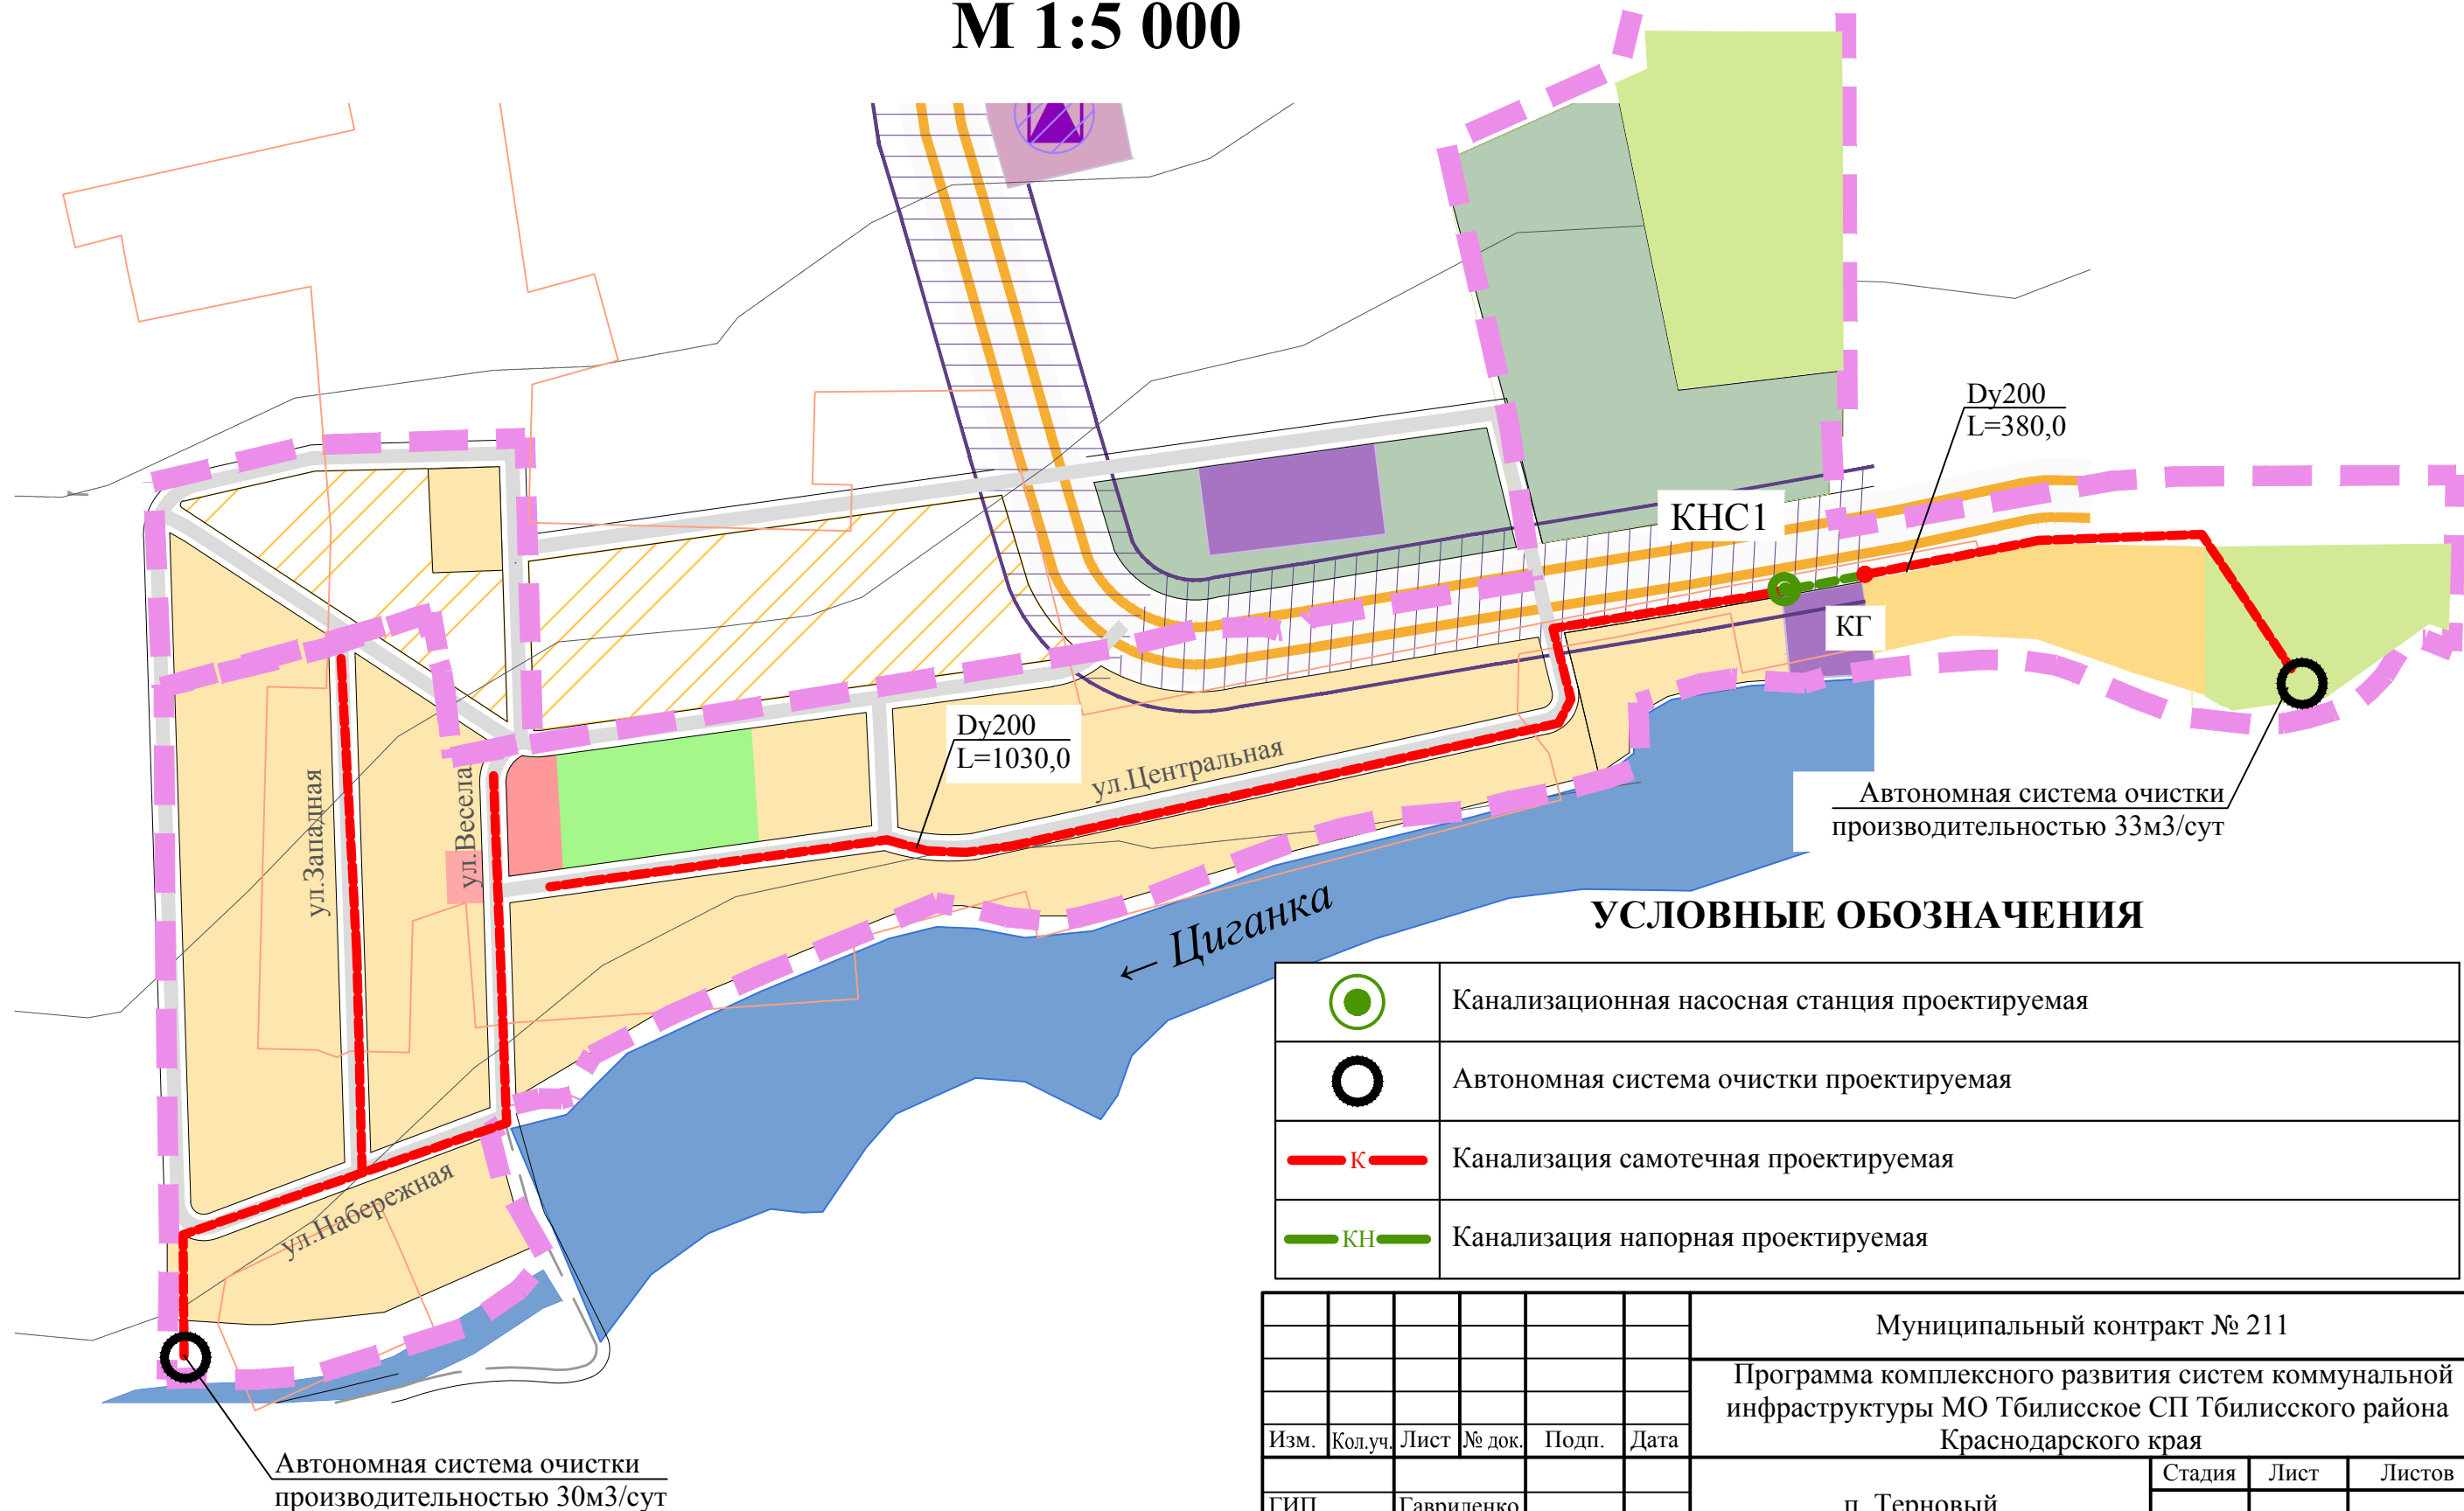 М 1:5 000
Dy200
L=380,0
КНС1
КГ
Dy200
L=1030,0
ул.Центральная
ул.Западная
ул.Весела
Автономная система очистки
производительностью 33м3/сут
← Циганка
УСЛОВНЫЕ ОБОЗНАЧЕНИЯ
Канализационная насосная станция проектируемая
Автономная система очистки проектируемая
К
Канализация самотечная проектируемая
КН
Канализация напорная проектируемая
ул.Набережная
Автономная система очистки
производительностью 30м3/сут
Муниципальный контракт № 211
Программа комплексного развития систем коммунальной
инфраструктуры МО Тбилисское СП Тбилисского района
Краснодарского края
Изм. Кол.уч. Лист № док. Подп. Дата
Стадия Лист Листов
ГИП Гавриленко
п. Терновый